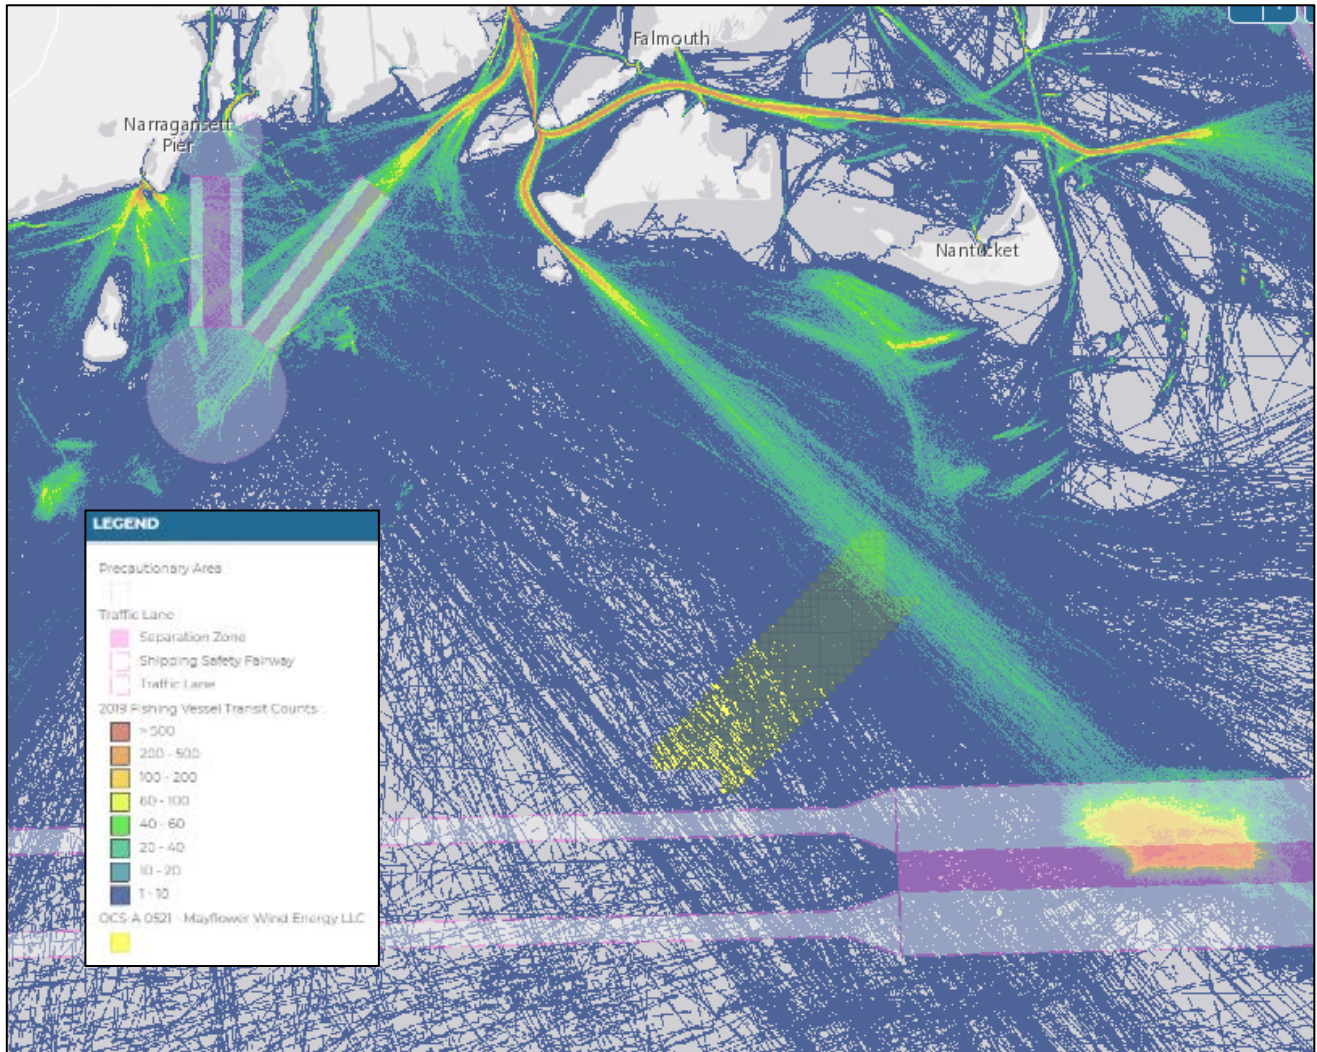 Falmouth
Narragansett
Pier
Nantucket
LEGEND
Precautionary Area
Traffic Lane
Separation Zone
Shipping Safety Fairway
Traffic Lane
2019 Fishing Vessel Transit Counts
> 500
200 - 500
100 - 200
60 - 100
40 - 60
20 - 40
10 - 20
1 - 10
OCS-A 0521 - Mayflower Wind Energy LLC